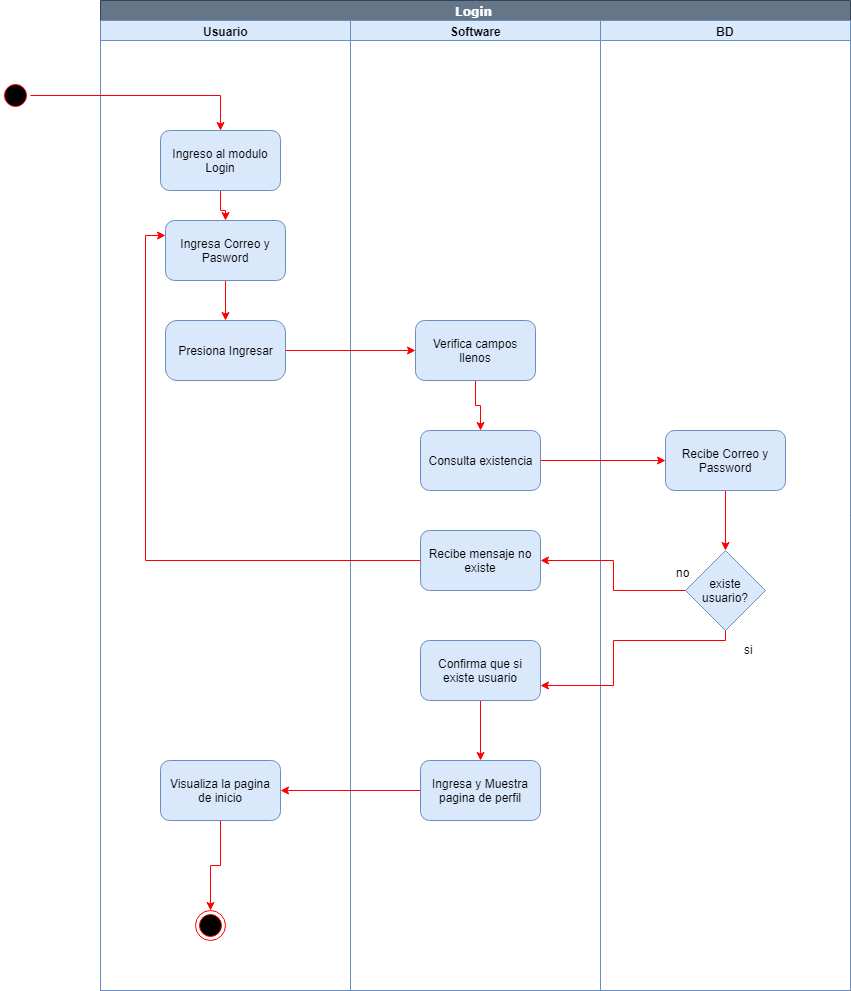 Login
Usuario
Software
BD
Ingreso al modulo
Login
Ingresa Correo y
Pasword
Presiona Ingresar
Verifica campos
llenos
Consulta existencia
Recibe Correo y
Password
Recibe mensaje no
existe
no
existe
usuario?
si
Confirma que si
existe usuario
Ingresa y Muestra
pagina de perfil
Visualiza la pagina
de inicio